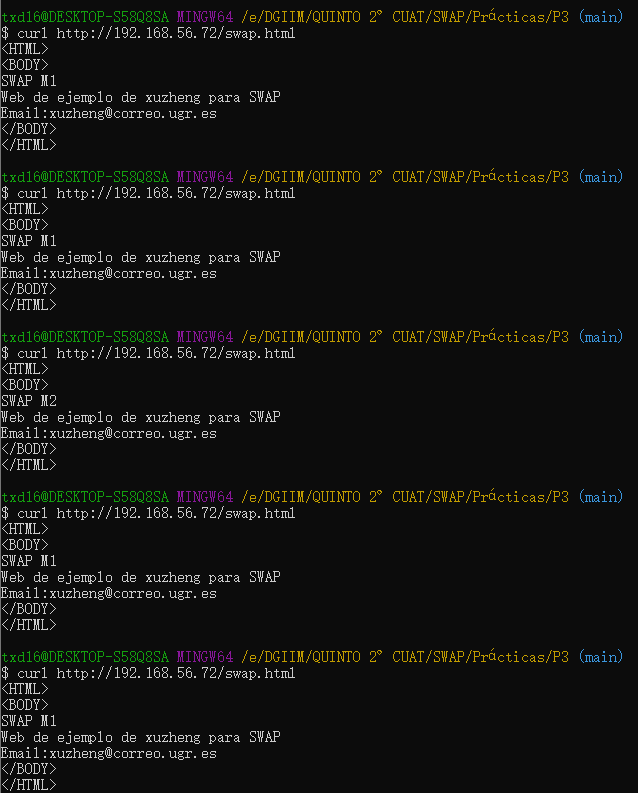 txd16@DESKTOP-S58Q8SA MINGW64 /e/DGIIM/QUINTO 2° CUAT/SWAP/Prácticas/P3 (main)
$ curl http://192.168.56.72/swap.html
<HTML>
<BODY>
SWAP M1
Web de ejemplo de xuzheng para SWAP
Email:xuzheng@correo.ugr.es
</BODY>
</HTML>
txd16@DESKTOP-S58Q8SA MINGW64 /e/DGIIM/QUINTO 2° CUAT/SWAP/Prácticas/P3 (main)
$ curl http://192.168.56.72/swap.html
<HTML>
<BODY>
SWAP M1
Web de ejemplo de xuzheng para SWAP
Email:xuzheng@correo.ugr.es
</BODY>
</HTML>
txd16@DESKTOP-S58Q8SA MINGW64 /e/DGIIM/QUINTO 2° CUAT/SWAP/Prácticas/P3 (main)
$ curl http://192.168.56.72/swap.html
<HTML>
<BODY>
SWAP M2
Web de ejemplo de xuzheng para SWAP
Email:xuzheng@correo.ugr.es
</BODY>
</HTML>
txd16@DESKTOP-S58Q8SA MINGW64 /e/DGIIM/QUINTO 2° CUAT/SWAP/Prácticas/P3 (main)
$ curl http://192.168.56.72/swap.html
<HTML>
<BODY>
SWAP M1
Web de ejemplo de xuzheng para SWAP
Email:xuzheng@correo.ugr.es
</BODY>
</HTML>
txd16@DESKTOP-S58Q8SA MINGW64 /e/DGIIM/QUINTO 2° CUAT/SWAP/Prácticas/P3 (main)
$ curl http://192.168.56.72/swap.html
<HTML>
<BODY>
SWAP M1
Web de ejemplo de xuzheng para SWAP
Email:xuzheng@correo.ugr.es
</BODY>
</HTML>